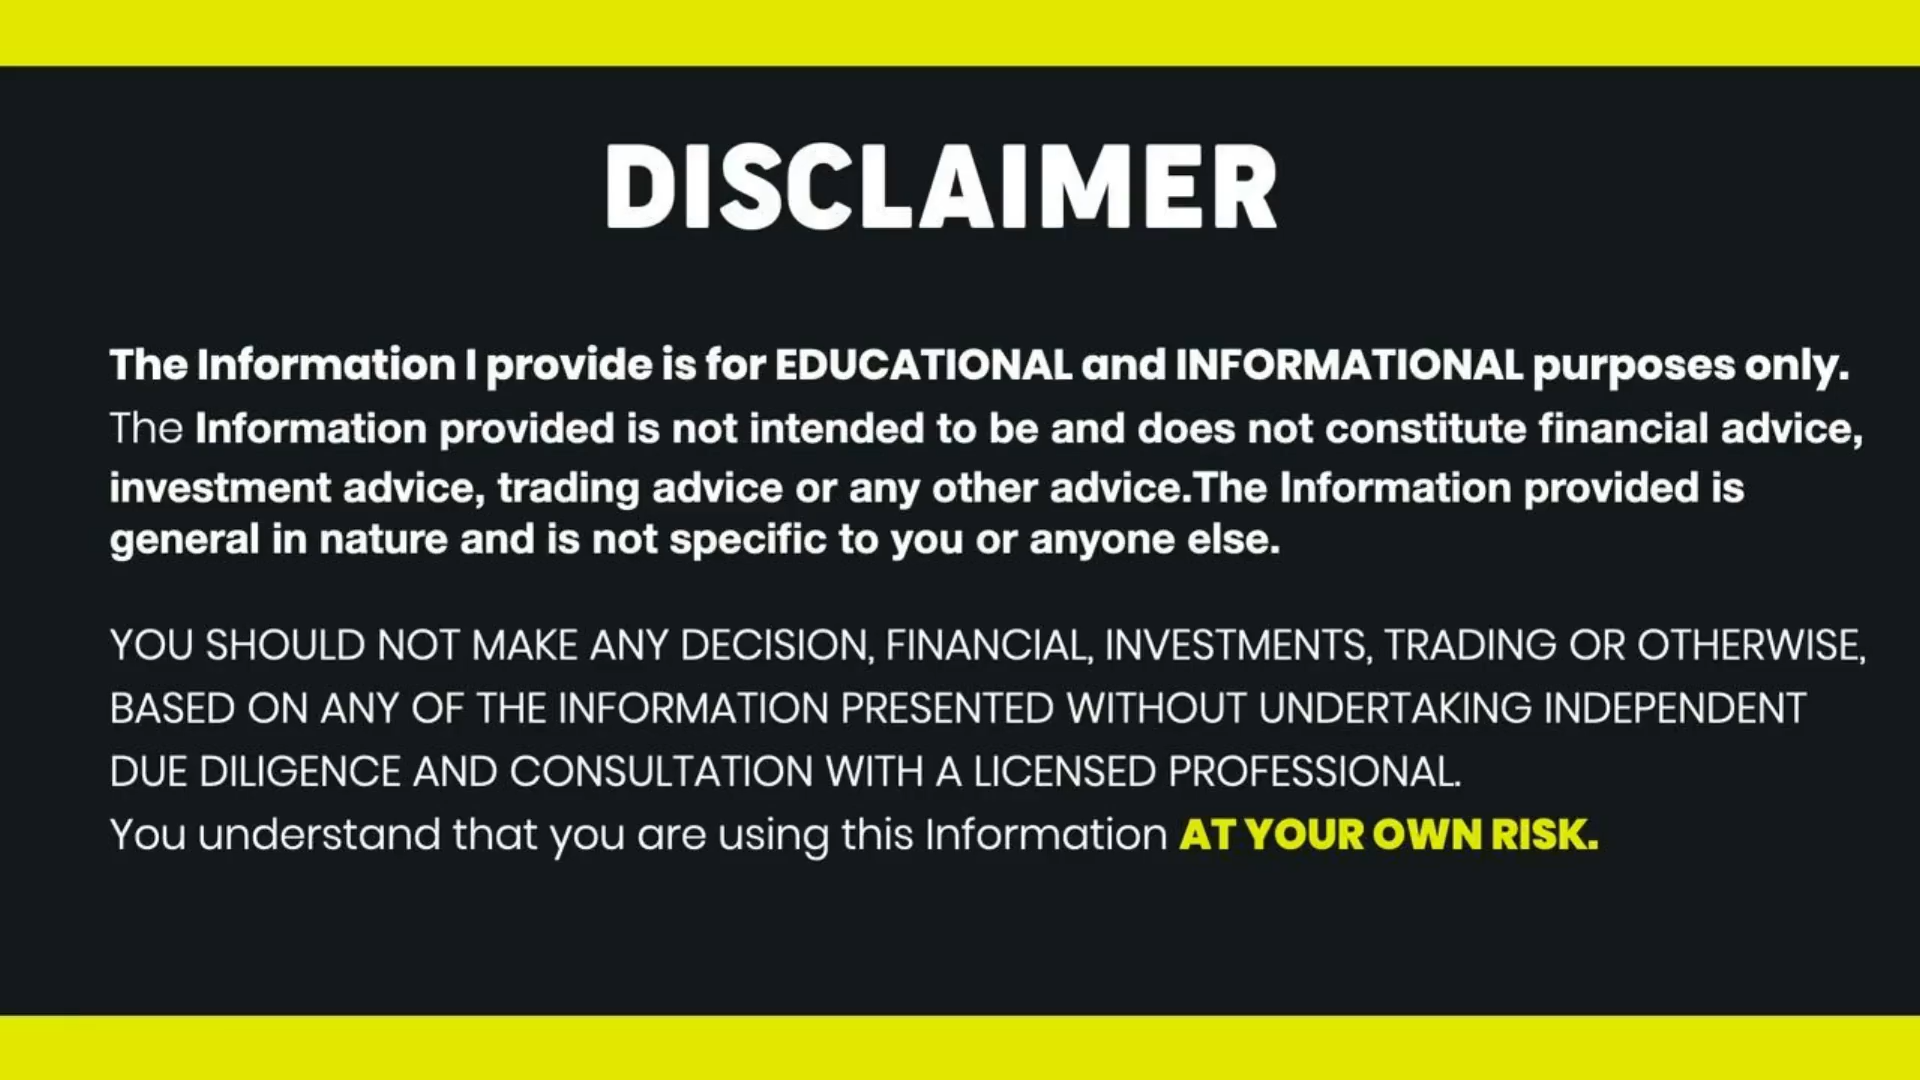 DISCLAIMER
The Information I provide is for EDUCATIONAL and INFORMATIONAL purposes only.
The Information provided is not intended to be and does not constitute financial advice,
investment advice, trading advice or any other advice.The Information provided is
general in nature and is not specific to you or anyone else.
YOU SHOULD NOT MAKE ANY DECISION, FINANCIAL, INVESTMENTS, TRADING OR OTHERWISE,
BASED ON ANY OF THE INFORMATION PRESENTED WITHOUT UNDERTAKING INDEPENDENT
DUE DILIGENCE AND CONSULTATION WITH A LICENSED PROFESSIONAL.
You understand that you are using this Information AT YOUR OWN RISK.